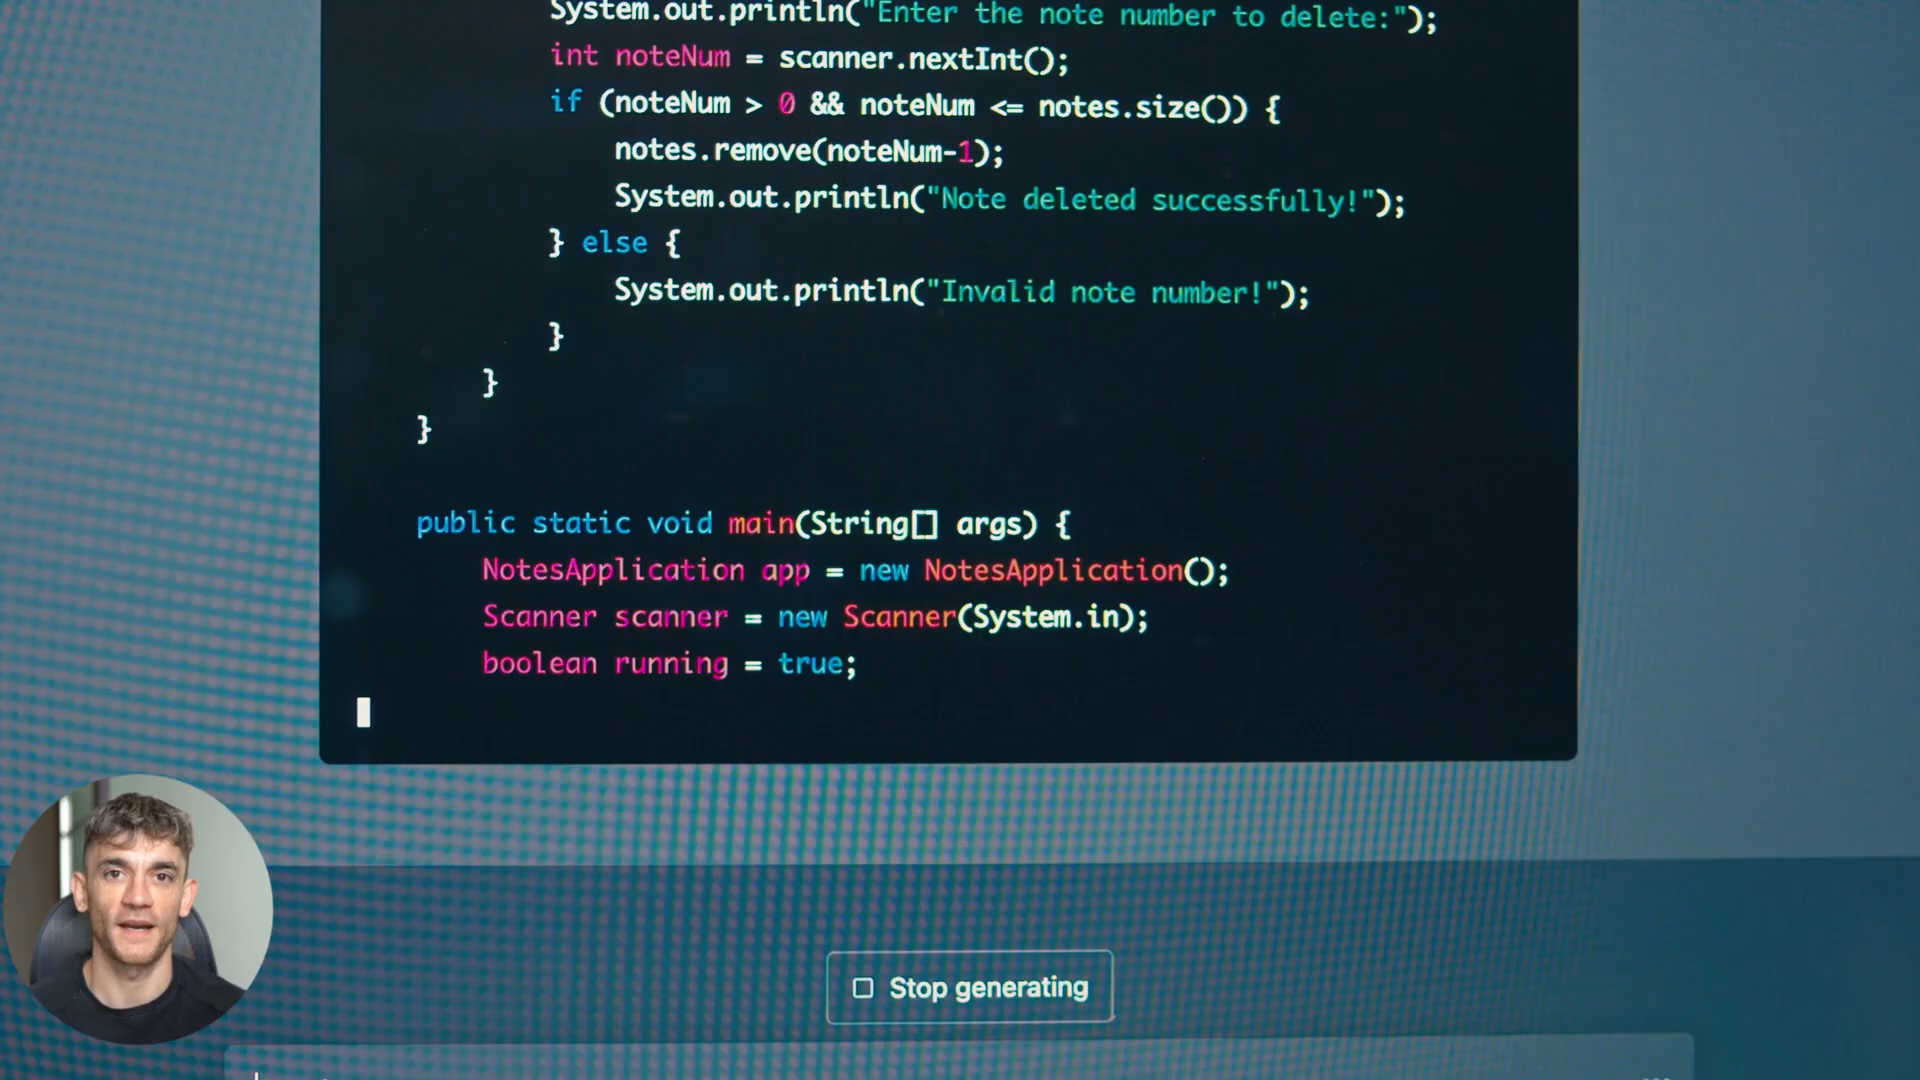 System.out.println("Enter the note number to delete:");
int noteNum = scanner.nextInt();
if (noteNum > 0 && noteNum <= notes.size()) {
notes.remove(noteNum-1);
System.out.println("Note deleted successfully!");
} else {
System.out.println("Invalid note number!");
}
}
}
public static void main(String[] args) {
NotesApplication app = new NotesApplication();
Scanner scanner = new Scanner(System.in);
boolean running = true;
Stop generating